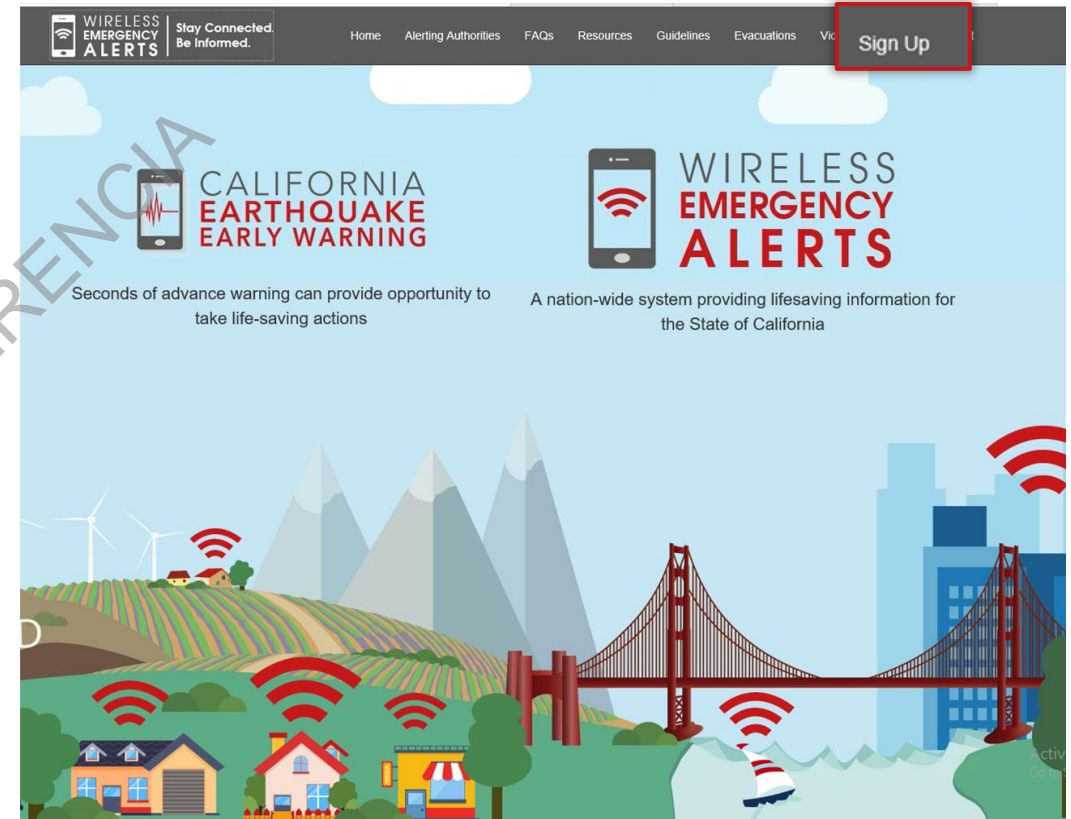 WIRELESS
EMERGENCY
ALERTS
Stay Connected.
Be Informed.
Home Alerting Authorities FAQs Resources Guidelines Evacuations Sign Up
CALIFORNIA
EARTHQUAKE
EARLY WARNING
Seconds of advance warning can provide opportunity to
take life-saving actions
WIRELESS
EMERGENCY
ALERTS
A nation-wide system providing lifesaving information for
the State of California